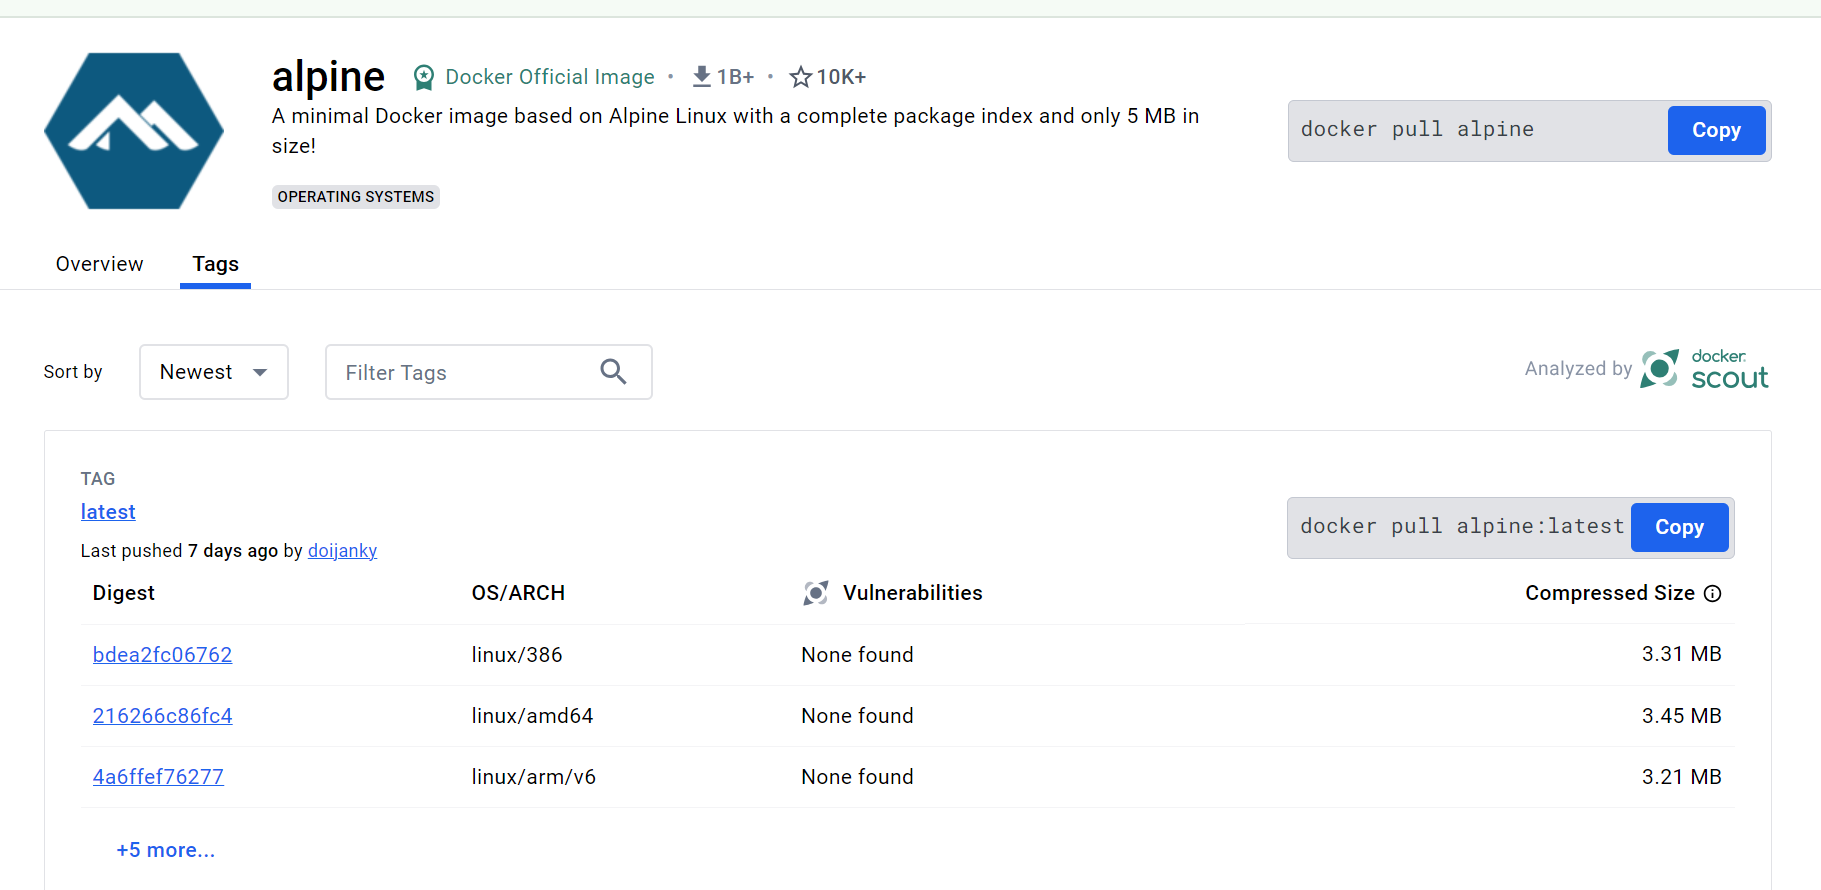 alpine Docker Official Image • 1B+ • 10K+
A minimal Docker image based on Alpine Linux with a complete package index and only 5 MB in
size!
docker pull alpine Copy
OPERATING SYSTEMS
Overview Tags
Sort by Newest Filter Tags
Analyzed by docker scout
TAG
latest
docker pull alpine:latest Copy
Last pushed 7 days ago by doijanky
Digest OS/ARCH Vulnerabilities Compressed Size
bdea2fc06762 linux/386 None found 3.31 MB
216266c86fc4 linux/amd64 None found 3.45 MB
4a6ffef76277 linux/arm/v6 None found 3.21 MB
+5 more...